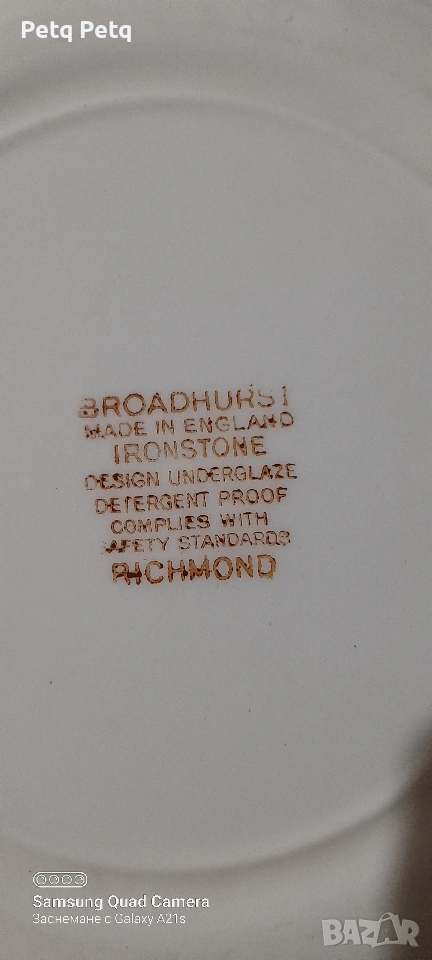 Petq Petq
BROADHURST
MADE IN ENGLAND
IRONSTONE
DESIGN UNDERGLAZE
DETERGENT PROOF
COMPLIES WITH
SAFETY STANDARDS
RICHMOND
Samsung Quad Camera
Заснемане с Galaxy A21s
BAZAR